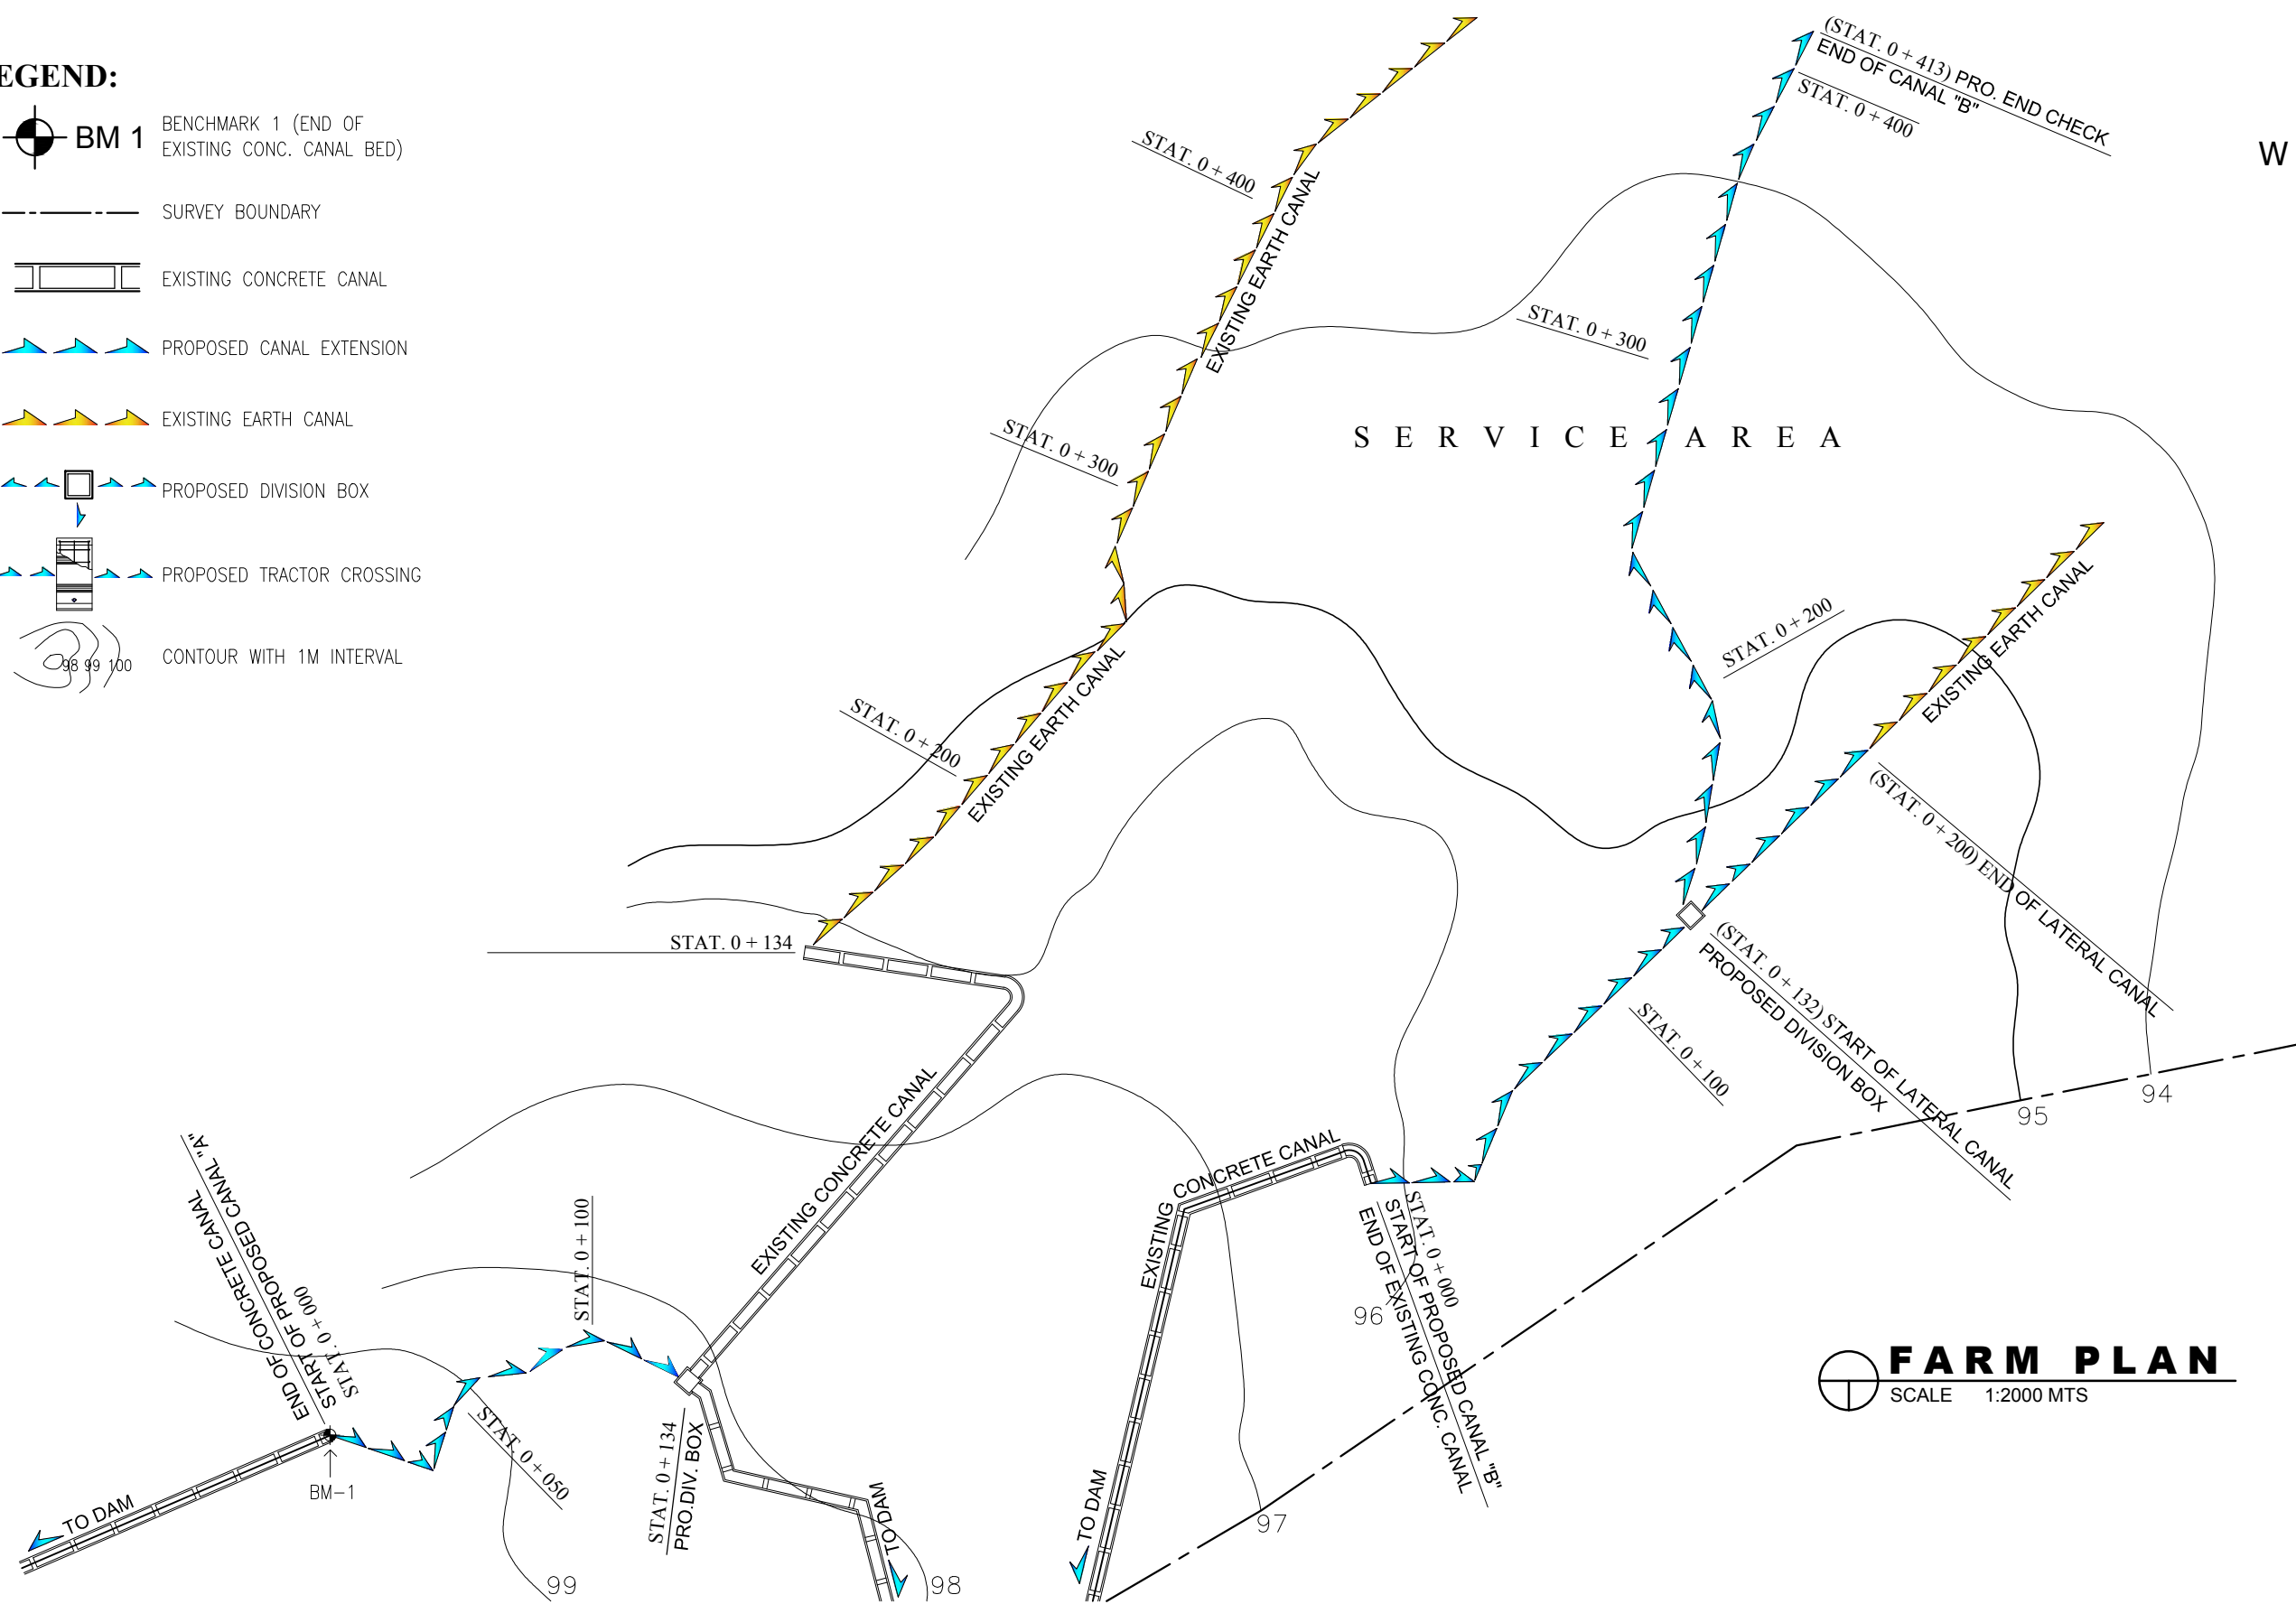 EGEND:
BM 1
BENCHMARK 1 (END OF
EXISTING CONC. CANAL BED)
SURVEY BOUNDARY
EXISTING CONCRETE CANAL
PROPOSED CANAL EXTENSION
EXISTING EARTH CANAL
PROPOSED DIVISION BOX
PROPOSED TRACTOR CROSSING
98 99 100
CONTOUR WITH 1M INTERVAL
(STAT. 0 + 413) PRO. END CHECK
END OF CANAL "B"
STAT. 0 + 400
W
STAT. 0 + 400
EXISTING EARTH CANAL
STAT. 0 + 300
STAT. 0 + 300
SERVICE AREA
STAT. 0 + 200
EXISTING EARTH CANAL
STAT. 0 + 200
EXISTING EARTH CANAL
(STAT. 0 + 200) END OF LATERAL CANAL
STAT. 0 + 134
(STAT. 0 + 132) START OF LATERAL CANAL
PROPOSED DIVISION BOX
STAT. 0 + 100
95
94
EXISTING CONCRETE CANAL
EXISTING CONCRETE CANAL
STAT. 0 + 000
START OF PROPOSED CANAL "B"
END OF EXISTING CONC. CANAL
96
END OF CONCRETE CANAL
START OF PROPOSED CANAL "A"
STAT. 0 + 000
STAT. 0 + 100
STAT. 0 + 050
STAT. 0 + 134
PRO.DIV. BOX
BM-1
TO DAM
TO DAM
TO DAM
99
98
97
FARM PLAN
SCALE 1:2000 MTS